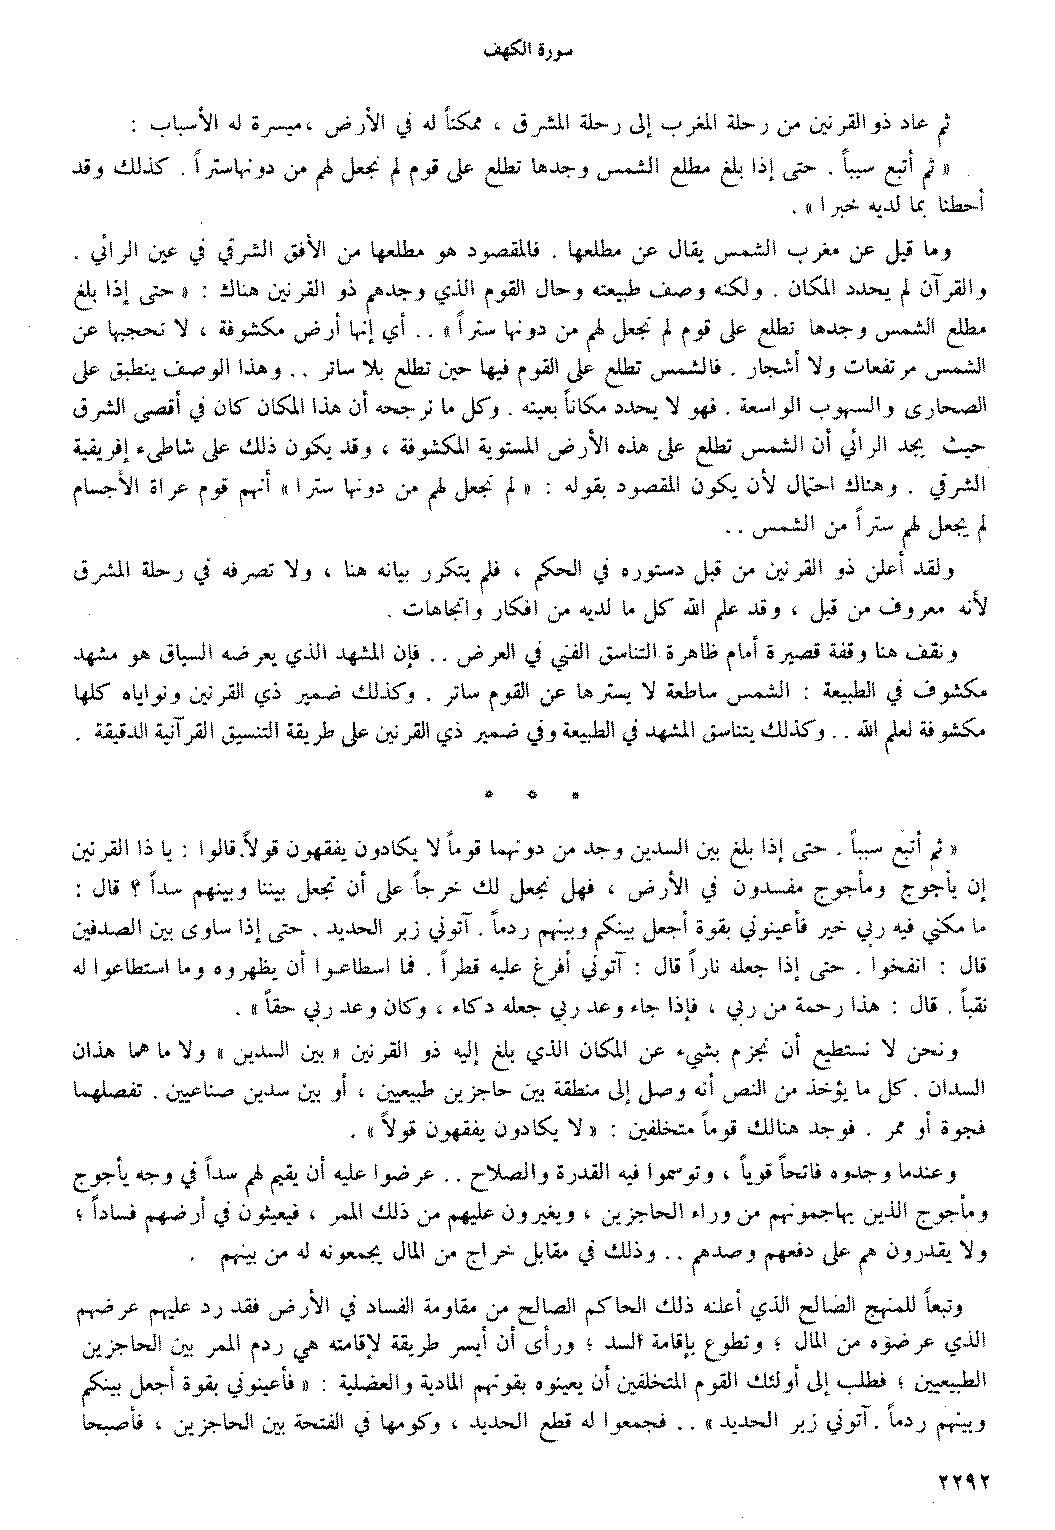 سورة الكهف
ثم عاد ذو القرنين من رحلة المغرب إلى رحلة المشرق ، ممكناً له في الأرض ،ميسرة له الأسباب :
« ثم أتبع سبباً . حتى إذا بلغ مطلع الشمس وجدها تطلع على قوم لم نجعل لهم من دونهاستراً . كذلك وقد
أحطنا بما لديه خبرا » .
وما قيل عن مغرب الشمس يقال عن مطلعها . فالمقصود هو مطلعها من الأفق الشرقي في عين الرائي .
والقرآن لم يحدد المكان . ولكنه وصف طبيعته وحال القوم الذي وجدهم ذو القرنين هناك : « حتى إذا بلغ
مطلع الشمس وجدها تطلع على قوم لم نجعل لهم من دونها ستراً » .. أي إنها أرض مكشوفة ، لا تحجبها عن
الشمس مرتفعات ولا أشجار . فالشمس تطلع على القوم فيها حين تطلع بلا ساتر .. وهذا الوصف ينطبق على
الصحارى والسهوب الواسعة . فهو لا يحدد مكاناً بعينه . وكل ما نرجحه أن هذا المكان كان في أقصى الشرق
حيث يجد الرائي أن الشمس تطلع على هذه الأرض المستوية المكشوفة ، وقد يكون ذلك على شاطىء إفريقية
الشرقي . وهناك احتمال لأن يكون المقصود بقوله : « لم نجعل لهم من دونها سترا » أنهم قوم عراة الأجسام
لم يجعل لهم ستراً من الشمس ..
ولقد أعلن ذو القرنين من قبل دستوره في الحكم ، فلم يتكرر بيانه هنا ، ولا تصرفه في رحلة المشرق
لأنه معروف من قبل ، وقد علم الله كل ما لديه من افكار واتجاهات .
ونقف هنا وقفة قصيرة أمام ظاهرة التناسق الفني في العرض .. فإن المشهد الذي يعرضه السياق هو مشهد
مكشوف في الطبيعة : الشمس ساطعة لا يسترها عن القوم ساتر . وكذلك ضمير ذي القرنين ونواياه كلها
مكشوفة لعلم الله .. وكذلك يتناسق المشهد في الطبيعة وفي ضمير ذي القرنين على طريقة التنسيق القرآنية الدقيقة .
* * *
« ثم أتبع سبباً . حتى إذا بلغ بين السدين وجد من دونهما قوماً لا يكادون يفقهون قولاً.قالوا : يا ذا القرنين
إن يأجوج ومأجوج مفسدون في الأرض ، فهل نجعل لك خرجاً على أن تجعل بيننا وبينهم سداً ؟ قال :
ما مكني فيه ربي خير فأعينوني بقوة أجعل بينكم وبينهم ردماً . آتوني زبر الحديد . حتى إذا ساوى بين الصدفين
قال : انفخوا . حتى إذا جعله ناراً قال : آتوني أفرغ عليه قطراً . فما اسطاعوا أن يظهروه وما استطاعوا له
نقباً . قال : هذا رحمة من ربي ، فإذا جاء وعد ربي جعله دكاء ، وكان وعد ربي حقاً » .
ونحن لا نستطيع أن نجزم بشيء عن المكان الذي بلغ إليه ذو القرنين « بين السدين » ولا ما هما هذان
السدان . كل ما يؤخذ من النص أنه وصل إلى منطقة بين حاجزين طبيعيين ، أو بين سدين صناعيين . تفصلهما
فجوة أو ممر . فوجد هنالك قوماً متخلفين : « لا يكادون يفقهون قولاً » .
وعندما وجدوه فاتحاً قوياً ، وتوسموا فيه القدرة والصلاح .. عرضوا عليه أن يقيم لهم سداً في وجه يأجوج
ومأجوج الذين يهاجمونهم من وراء الحاجزين ، ويغيرون عليهم من ذلك الممر ، فيعيثون في أرضهم فساداً ؛
ولا يقدرون هم على دفعهم وصدهم .. وذلك في مقابل خراج من المال يجمعونه له من بينهم .
وتبعاً للمنهج الصالح الذي أعلنه ذلك الحاكم الصالح من مقاومة الفساد في الأرض فقد رد عليهم عرضهم
الذي عرضوه من المال ؛ وتطوع بإقامة السد ؛ ورأى أن أيسر طريقة لإقامته هي ردم الممر بين الحاجزين
الطبيعيين ؛ فطلب إلى أولئك القوم المتخلفين أن يعينوه بقوتهم المادية والعضلية : « فأعينوني بقوة أجعل بينكم
وبينهم ردماً . آتوني زبر الحديد » .. فجمعوا له قطع الحديد ، وكومها في الفتحة بين الحاجزين ، فأصبحا
٢٢٩٢